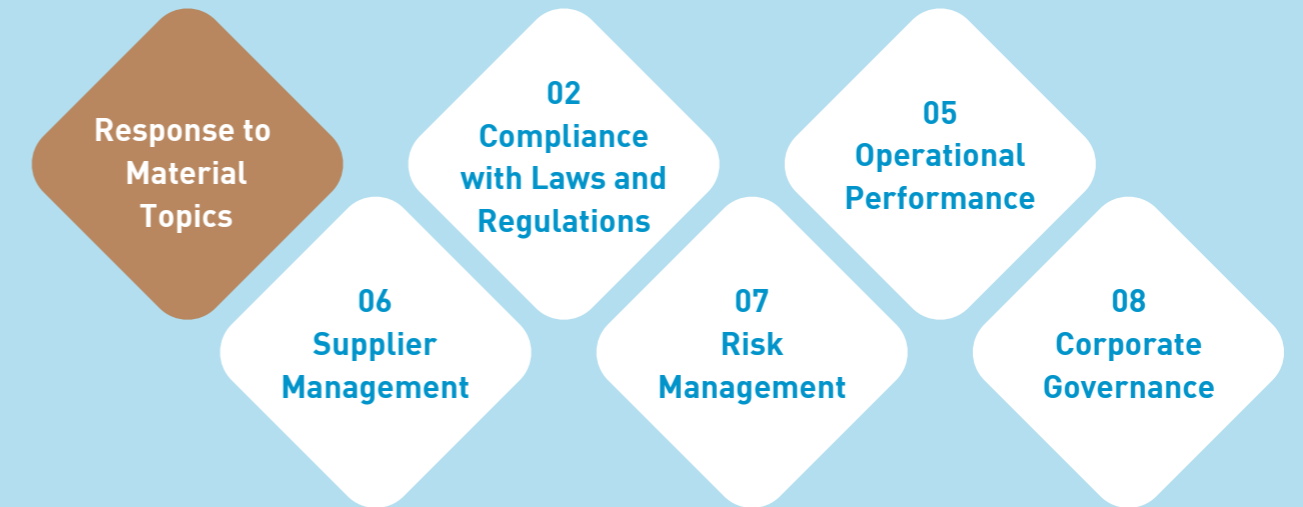 Response to
Material
Topics
02
Compliance
with Laws and
Regulations
05
Operational
Performance
06
Supplier
Management
07
Risk
Management
08
Corporate
Governance